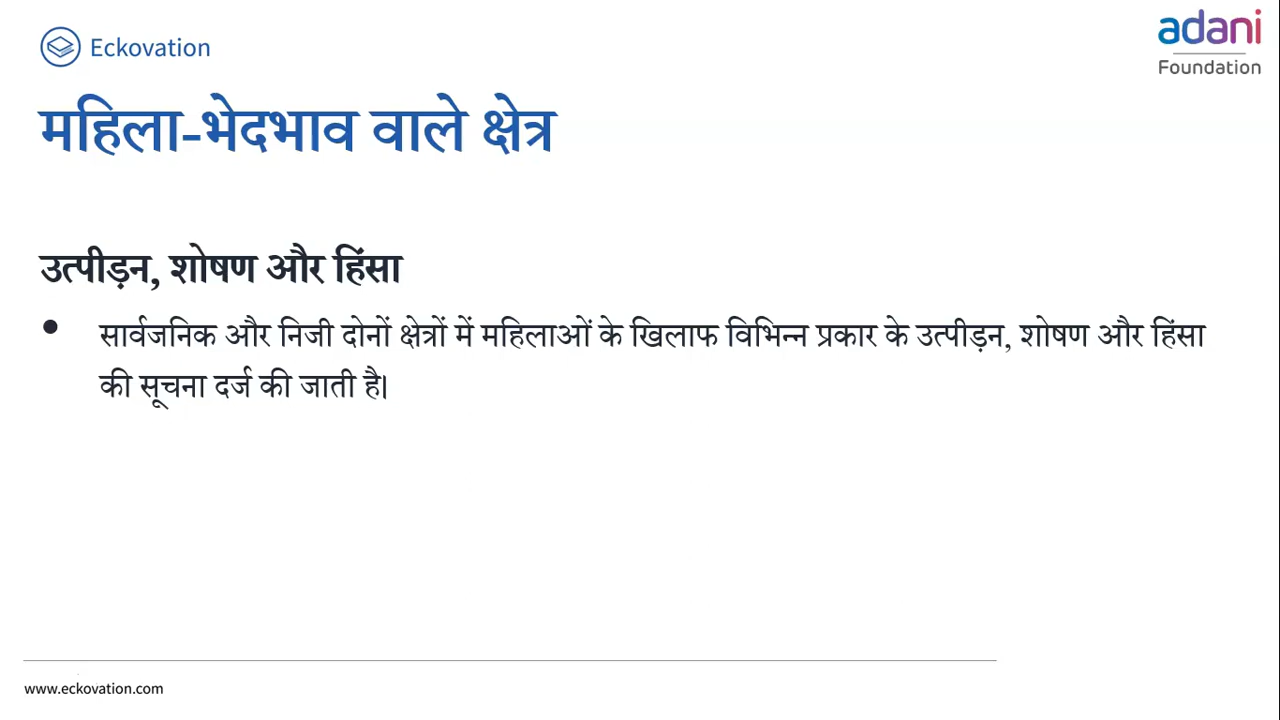 Eckovation
adani
Foundation
महिला-भेदभाव वाले क्षेत्र
उत्पीड़न, शोषण और हिंसा
• सार्वजनिक और निजी दोनों क्षेत्रों में महिलाओं के खिलाफ विभिन्न प्रकार के उत्पीड़न, शोषण और हिंसा
की सूचना दर्ज की जाती है।
www.eckovation.com